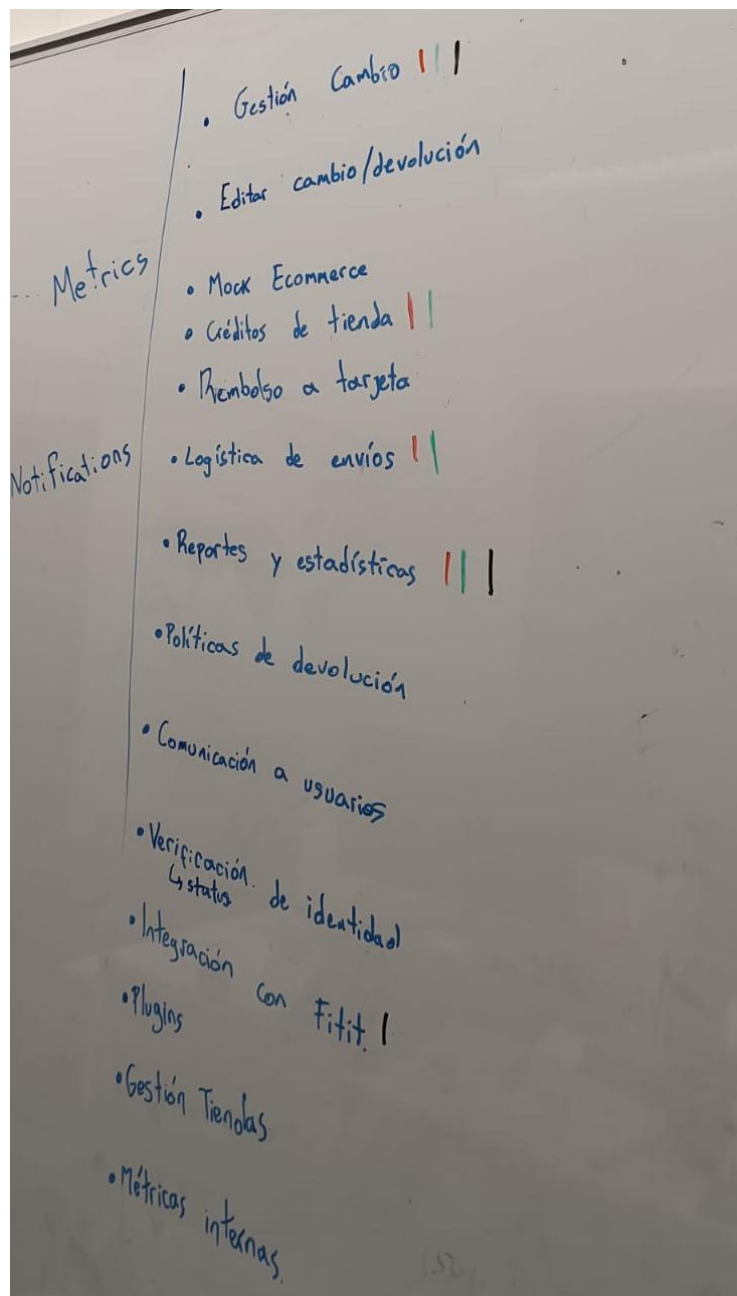 • Gestión Cambio
• Editar cambio/devolución
... Metrics
• Mock Ecommerce
• Créditos de tienda
• Rembolso a tarjeta
Notifications
• Logística de envíos
• Reportes y estadísticas
• Políticas de devolución
• Comunicación a usuarios
• Verificación de identidad
↳ status
• Integración con Fitit.
• Plugins
• Gestión Tiendas
• Métricas internas.